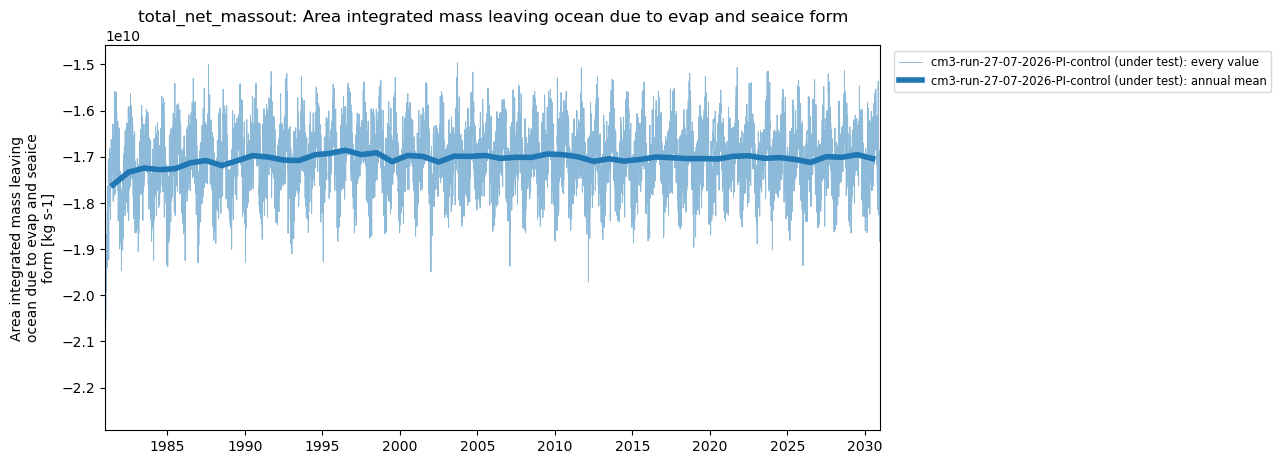 total_net_massout: Area integrated mass leaving ocean due to evap and seaice form
1e10
−1.5
−1.6
−1.7
−1.8
−1.9
−2.0
−2.1
−2.2
Area integrated mass leaving
ocean due to evap and seaice
form [kg s-1]
1985
1990
1995
2000
2005
2010
2015
2020
2025
2030
cm3-run-27-07-2026-PI-control (under test): every value
cm3-run-27-07-2026-PI-control (under test): annual mean